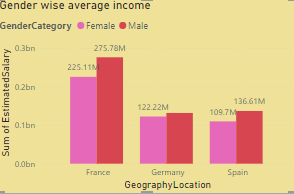 Gender wise average income
GenderCategory Female Male
Sum of EstimatedSalary
0.3bn
0.2bn
0.1bn
0.0bn
225.11M
275.78M
122.22M
109.7M
136.61M
France
Germany
Spain
GeographyLocation